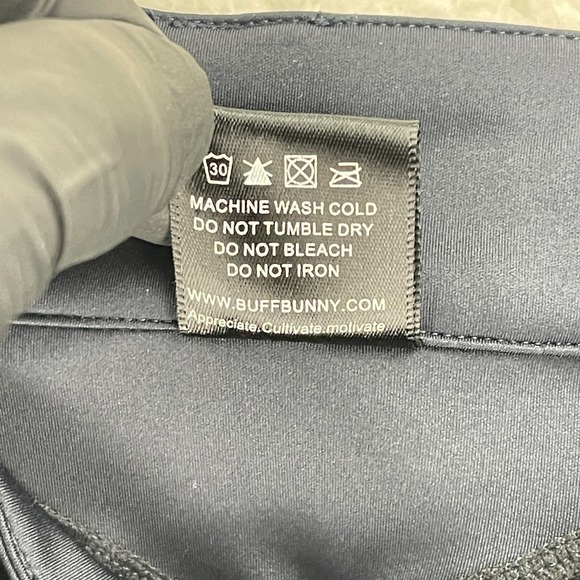 30
MACHINE WASH COLD
DO NOT TUMBLE DRY
DO NOT BLEACH
DO NOT IRON
WWW.BUFFBUNNY.COM
Appreciate.Cultivate.motivate